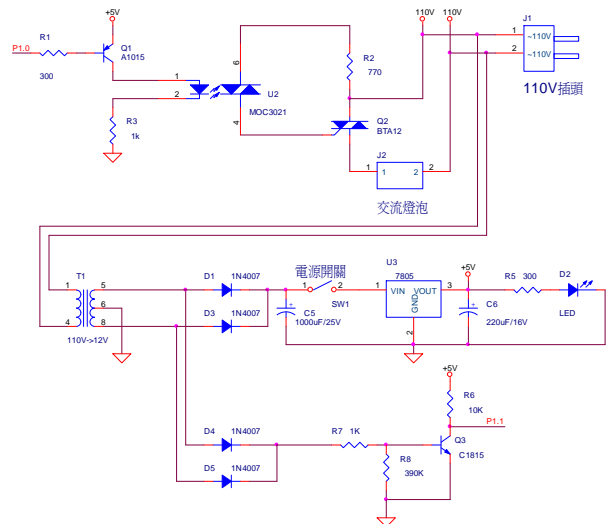 R1
P1.0
300
+5V
Q1
A1015
1
2
R3
1k
6
4
U2
MOC3021
R2
770
Q2
BTA12
110V 110V
J1
1 ~110V
2 ~110V
110V插頭
J2
1 1 2 2
交流燈泡
T1
1
4
5
6
8
110V->12V
D1 1N4007
D3 1N4007
C5
1000uF/25V
+
電源開關
1 2
SW1
U3
7805
1 VIN VOUT 3
GND
2
+5V
+
C6
220uF/16V
R5 300
D2
LED
D4 1N4007
D5 1N4007
R7 1K
R8
390K
+5V
R6
10K
P1.1
Q3
C1815